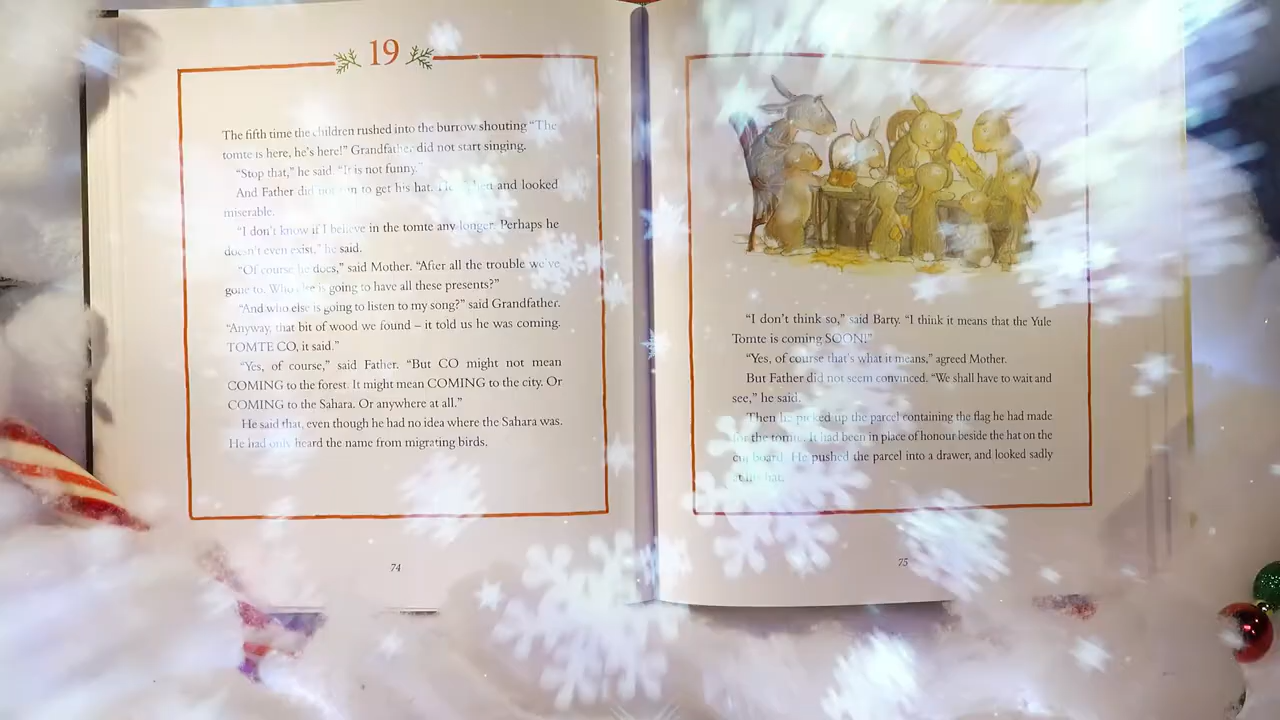 19
The fifth time the children rushed into the burrow shouting “The
tomte is here, he's here!” Grandfather did not start singing.
“Stop that,” he said. “It is not funny.”
And Father did not run to get his hat. He and looked
miserable.
“I don't know if I believe in the tomte any longer. Perhaps he
doesn't even exist,” he said.
“Of course he does,” said Mother. “After all the trouble we've
gone to. Who else is going to have all these presents?”
“And who else is going to listen to my song?” said Grandfather.
“Anyway, that bit of wood we found – it told us he was coming.
TOMTE CO, it said.”
“Yes, of course,” said Father. “But CO might not mean
COMING to the forest. It might mean COMING to the city. Or
COMING to the Sahara. Or anywhere at all.”
He said that, even though he had no idea where the Sahara was.
He had only heard the name from migrating birds.
74
“I don't think so,” said Barty. “I think it means that the Yule
Tomte is coming SOON!”
“Yes, of course that's what it means,” agreed Mother.
But Father did not seem convinced. “We shall have to wait and
see,” he said.
Then he picked up the parcel containing the flag he had made
for the tomte. It had been in place of honour beside the hat on the
cupboard. He pushed the parcel into a drawer, and looked sadly
at his hat.
75